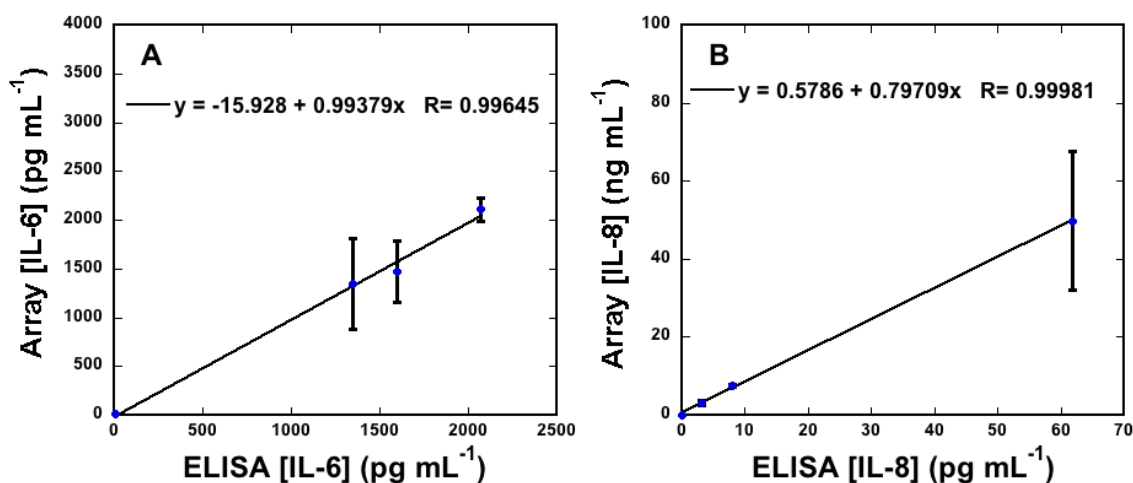 A
y = -15.928 + 0.99379x R= 0.99645
Array [IL-6] (pg mL⁻¹)
4000
3500
3000
2500
2000
1500
1000
500
0
0 500 1000 1500 2000 2500
ELISA [IL-6] (pg mL⁻¹)
B
y = 0.5786 + 0.79709x R= 0.99981
Array [IL-8] (ng mL⁻¹)
100
80
60
40
20
0
0 10 20 30 40 50 60 70
ELISA [IL-8] (pg mL⁻¹)